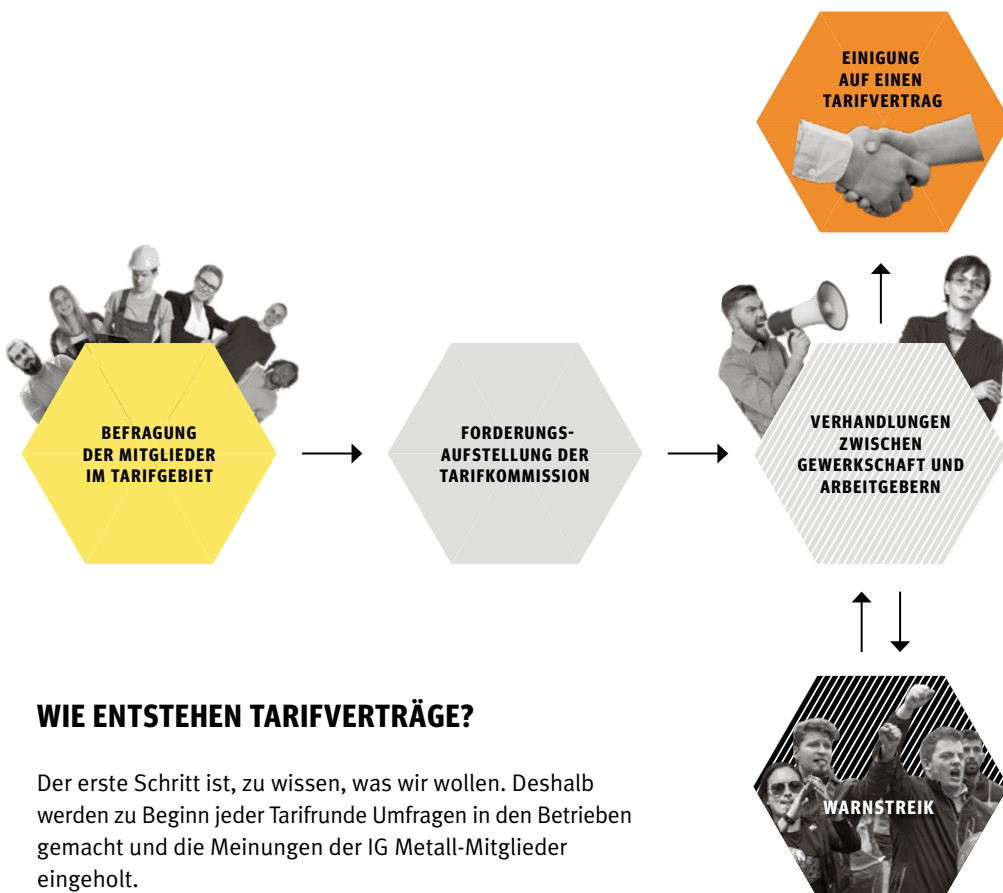 EINIGUNG
AUF EINEN
TARIFVERTRAG
BEFRAGUNG
DER MITGLIEDER
IM TARIFGEBIET
FORDERUNGS-
AUFSTELLUNG DER
TARIFKOMMISSION
VERHANDLUNGEN
ZWISCHEN
GEWERKSCHAFT UND
ARBEITGEBERN
WARNSTREIK
WIE ENTSTEHEN TARIFVERTRÄGE?
Der erste Schritt ist, zu wissen, was wir wollen. Deshalb
werden zu Beginn jeder Tarifrunde Umfragen in den Betrieben
gemacht und die Meinungen der IG Metall-Mitglieder
eingeholt.